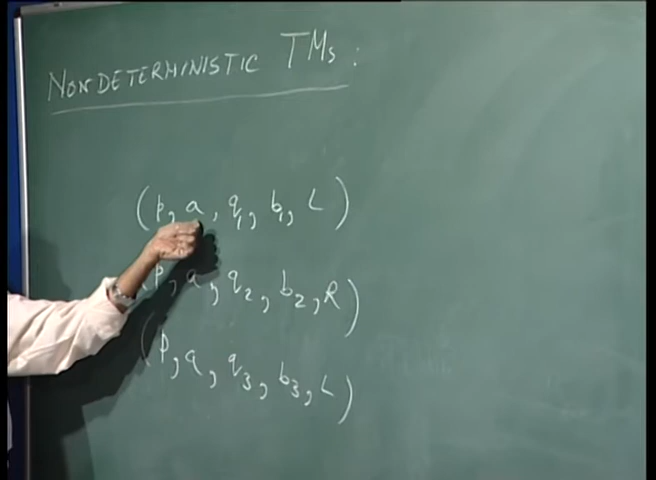 NONDETERMINISTIC TMs :
(p, a, q₁, b₁, L)
(p, a, q₂, b₂, R)
(p, a, q₃, b₃, L)